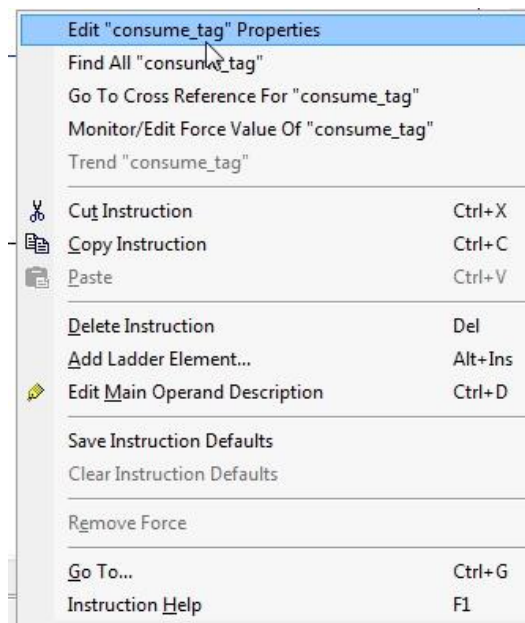 Edit "consume_tag" Properties
Find All "consume_tag"
Go To Cross Reference For "consume_tag"
Monitor/Edit Force Value Of "consume_tag"
Trend "consume_tag"
Cut Instruction Ctrl+X
Copy Instruction Ctrl+C
Paste Ctrl+V
Delete Instruction Del
Add Ladder Element... Alt+Ins
Edit Main Operand Description Ctrl+D
Save Instruction Defaults
Clear Instruction Defaults
Remove Force
Go To... Ctrl+G
Instruction Help F1